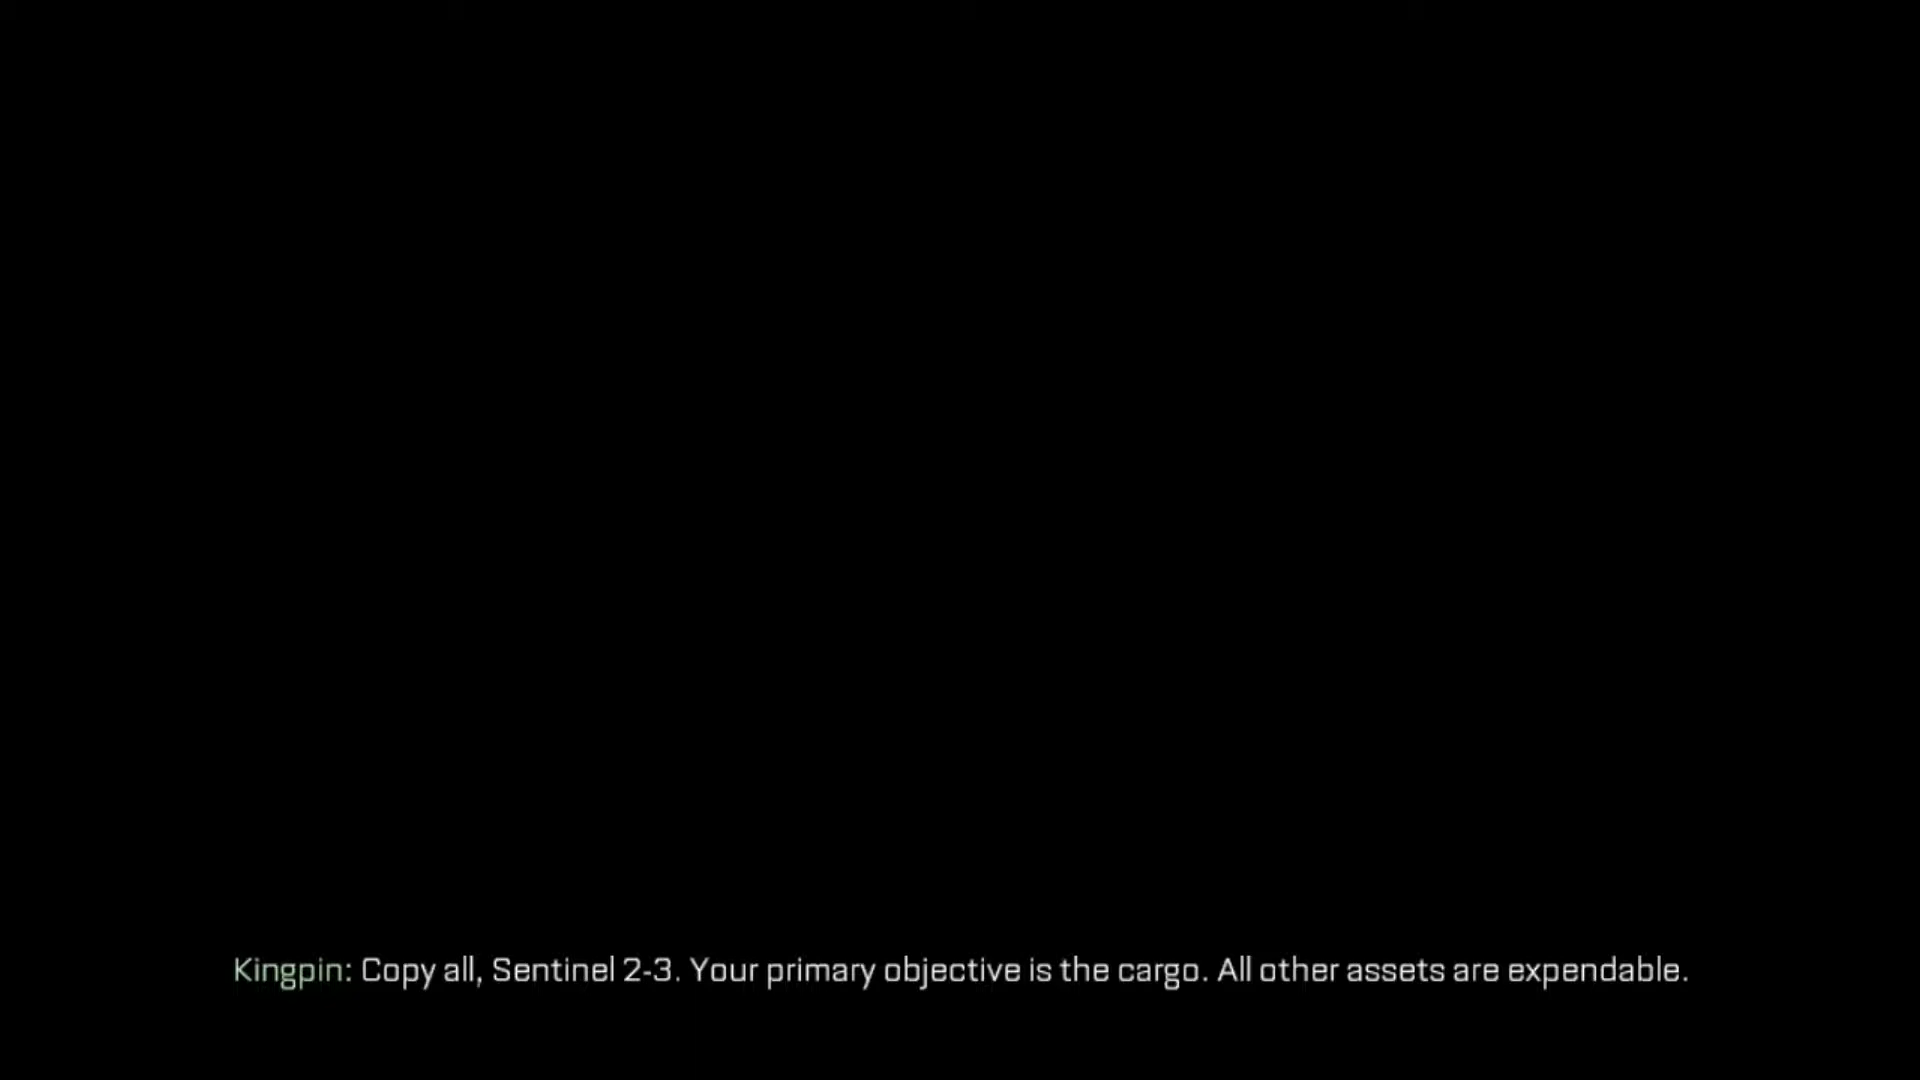 Kingpin: Copy all, Sentinel 2-3. Your primary objective is the cargo. All other assets are expendable.